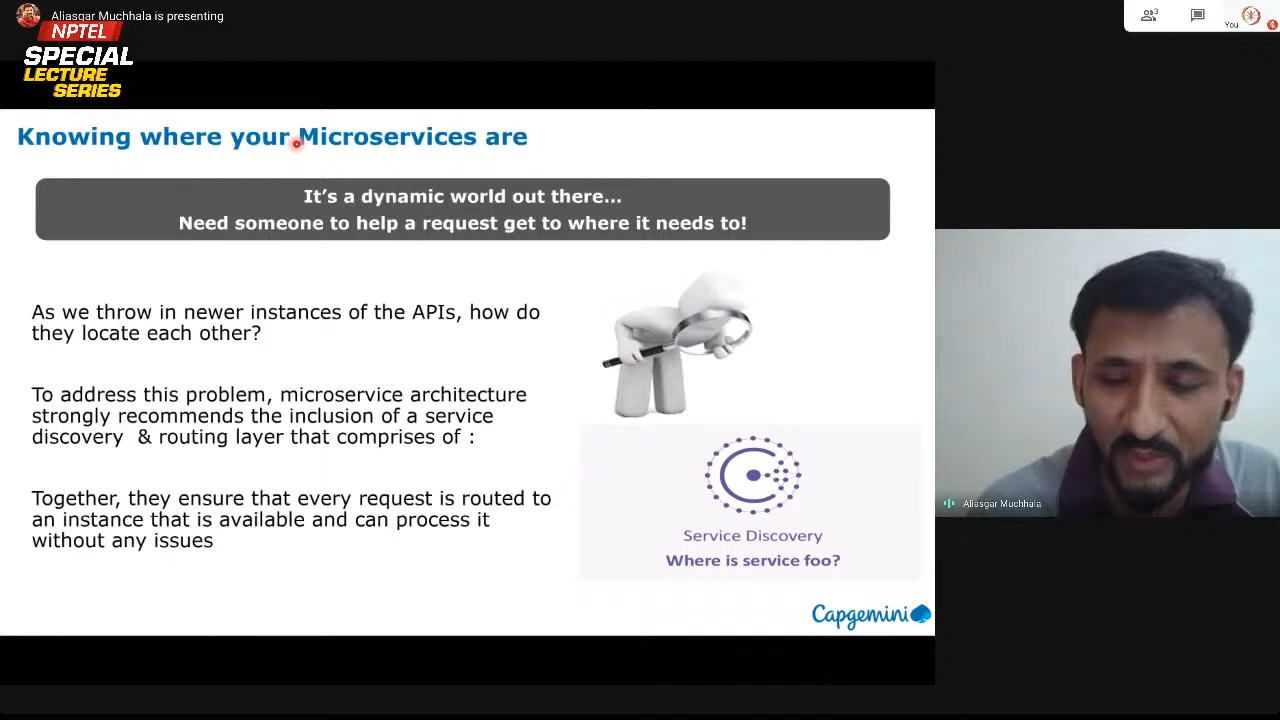 Aliasgar Muchhala is presenting
NPTEL
SPECIAL
LECTURE
SERIES
3
You
Knowing where your Microservices are
It's a dynamic world out there...
Need someone to help a request get to where it needs to!
As we throw in newer instances of the APIs, how do
they locate each other?
To address this problem, microservice architecture
strongly recommends the inclusion of a service
discovery & routing layer that comprises of :
Together, they ensure that every request is routed to
an instance that is available and can process it
without any issues
Service Discovery
Where is service foo?
Capgemini
Aliasgar Muchhala